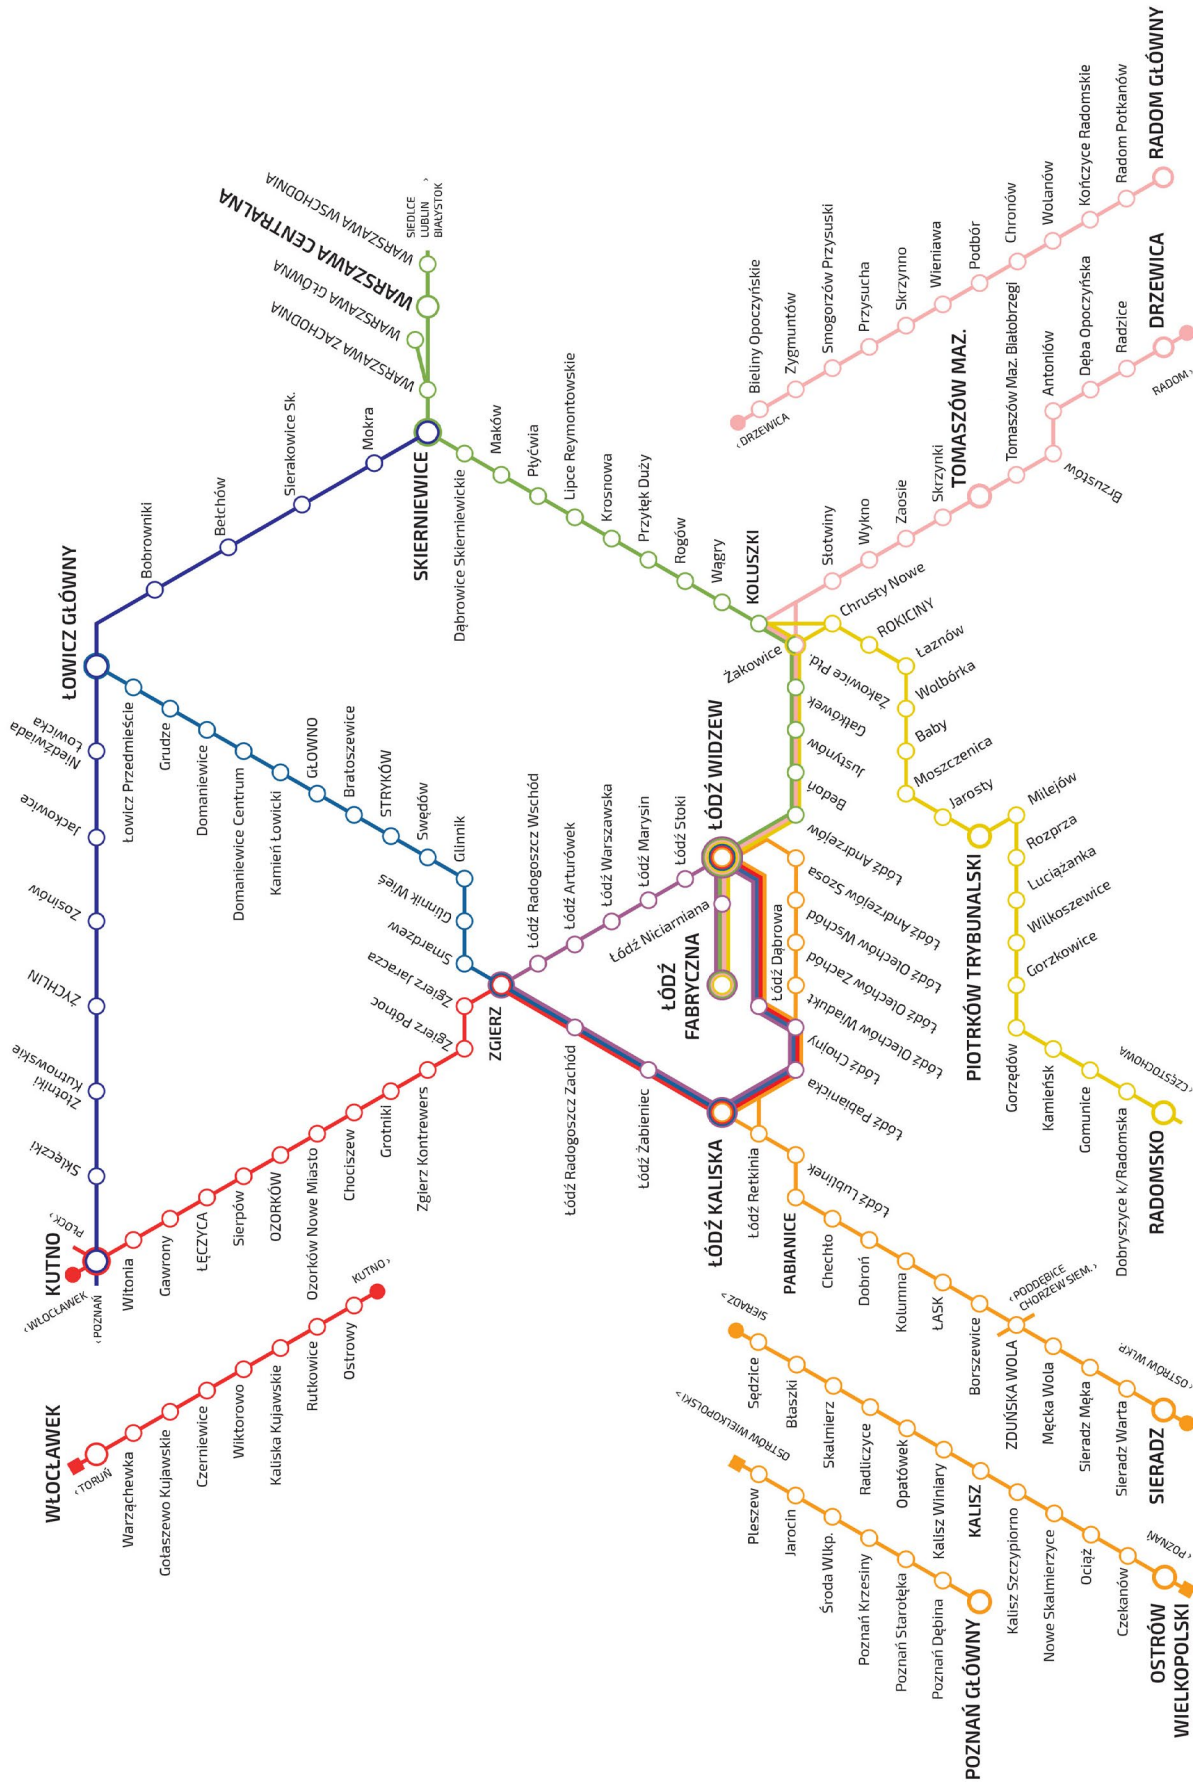 WŁOCŁAWEK
‹ TORUŃ
Warząchewka
Gołaszewo Kujawskie
Czerniewice
Wiktorowo
Kaliska Kujawskie
Rutkowice
Ostrowy
KUTNO ›
KUTNO
‹ WŁOCŁAWEK
‹ POZNAŃ
PŁOCK ›
Witonia
Gawrony
ŁĘCZYCA
Sierpów
OZORKÓW
Ozorków Nowe Miasto
Chociszew
Grotniki
Zgierz Kontrewers
Zgierz Północ
Zgierz Jaracza
ZGIERZ
Sklęczki
Złotniki
Kutnowskie
ŻYCHLIN
Zosinów
Jackowice
Niedźwiada
Łowicka
ŁOWICZ GŁÓWNY
Bobrowniki
Bełchów
Sierakowice Sk.
Mokra
SKIERNIEWICE
Łowicz Przedmieście
Grudze
Domaniewice
Domaniewice Centrum
Kamień Łowicki
GŁOWNO
Bratoszewice
STRYKÓW
Swędów
Glinnik
Glinnik Wieś
Smardzew
WARSZAWA ZACHODNIA
WARSZAWA GŁÓWNA
WARSZAWA CENTRALNA
WARSZAWA WSCHODNIA
SIEDLCE
LUBLIN ›
BIAŁYSTOK
Dąbrowice Skierniewickie
Maków
Płyćwia
Lipce Reymontowskie
Krosnowa
Przyłęk Duży
Rogów
Wągry
KOLUSZKI
Żakowice
Żakowice Płd.
Gałkówek
Justynów
Bedoń
Łódź Andrzejów
ŁÓDŹ WIDZEW
Łódź Niciarniana
ŁÓDŹ
FABRYCZNA
Łódź Radogoszcz Wschód
Łódź Arturówek
Łódź Warszawska
Łódź Marysin
Łódź Stoki
Łódź Radogoszcz Zachód
Łódź Żabieniec
ŁÓDŹ KALISKA
Łódź Dąbrowa
Łódź Andrzejów Szosa
Łódź Olechów Wschód
Łódź Olechów Zachód
Łódź Olechów Wiadukt
Łódź Chojny
Łódź Pabianicka
Łódź Retkinia
Łódź Lublinek
PABIANICE
Chechło
Dobroń
Kolumna
ŁASK
Borszewice
ZDUŃSKA WOLA
‹ PODDĘBICE
CHORZEW SIEM. ›
Męcka Wola
Sieradz Męka
Sieradz Warta
SIERADZ
‹ OSTRÓW WLKP.
SIERADZ >
Sędzice
Błaszki
Skalmierz
Radliczyce
Opatówek
Kalisz Winiary
KALISZ
Kalisz Szczypiorno
Nowe Skalmierzyce
Ociąż
Czekanów
OSTRÓW
WIELKOPOLSKI
‹ POZNAŃ
OSTRÓW WIELKOPOLSKI >
Pleszew
Jarocin
Środa Wlkp.
Poznań Krzesiny
Poznań Starołęka
Poznań Dębina
POZNAŃ GŁÓWNY
Chrusty Nowe
ROKICINY
Łaznów
Wolbórka
Baby
Moszczenica
Jarosty
PIOTRKÓW TRYBUNALSKI
Milejów
Rozprza
Luciążanka
Wilkoszewice
Gorzkowice
Gorzędów
Kamieńsk
Gomunice
Dobryszyce k/Radomska
RADOMSKO
‹ CZĘSTOCHOWA
Słotwiny
Wykno
Zaosie
Skrzynki
TOMASZÓW MAZ.
Tomaszów Maz. Białobrzegi
Brzustów
Antoniów
Dęba Opoczyńska
Radzice
DRZEWICA
RADOM ›
‹ DRZEWICA
Bieliny Opoczyńskie
Zygmuntów
Smogorzów Przysuski
Przysucha
Skrzynno
Wieniawa
Podbór
Chronów
Wolanów
Kończyce Radomskie
Radom Potkanów
RADOM GŁÓWNY